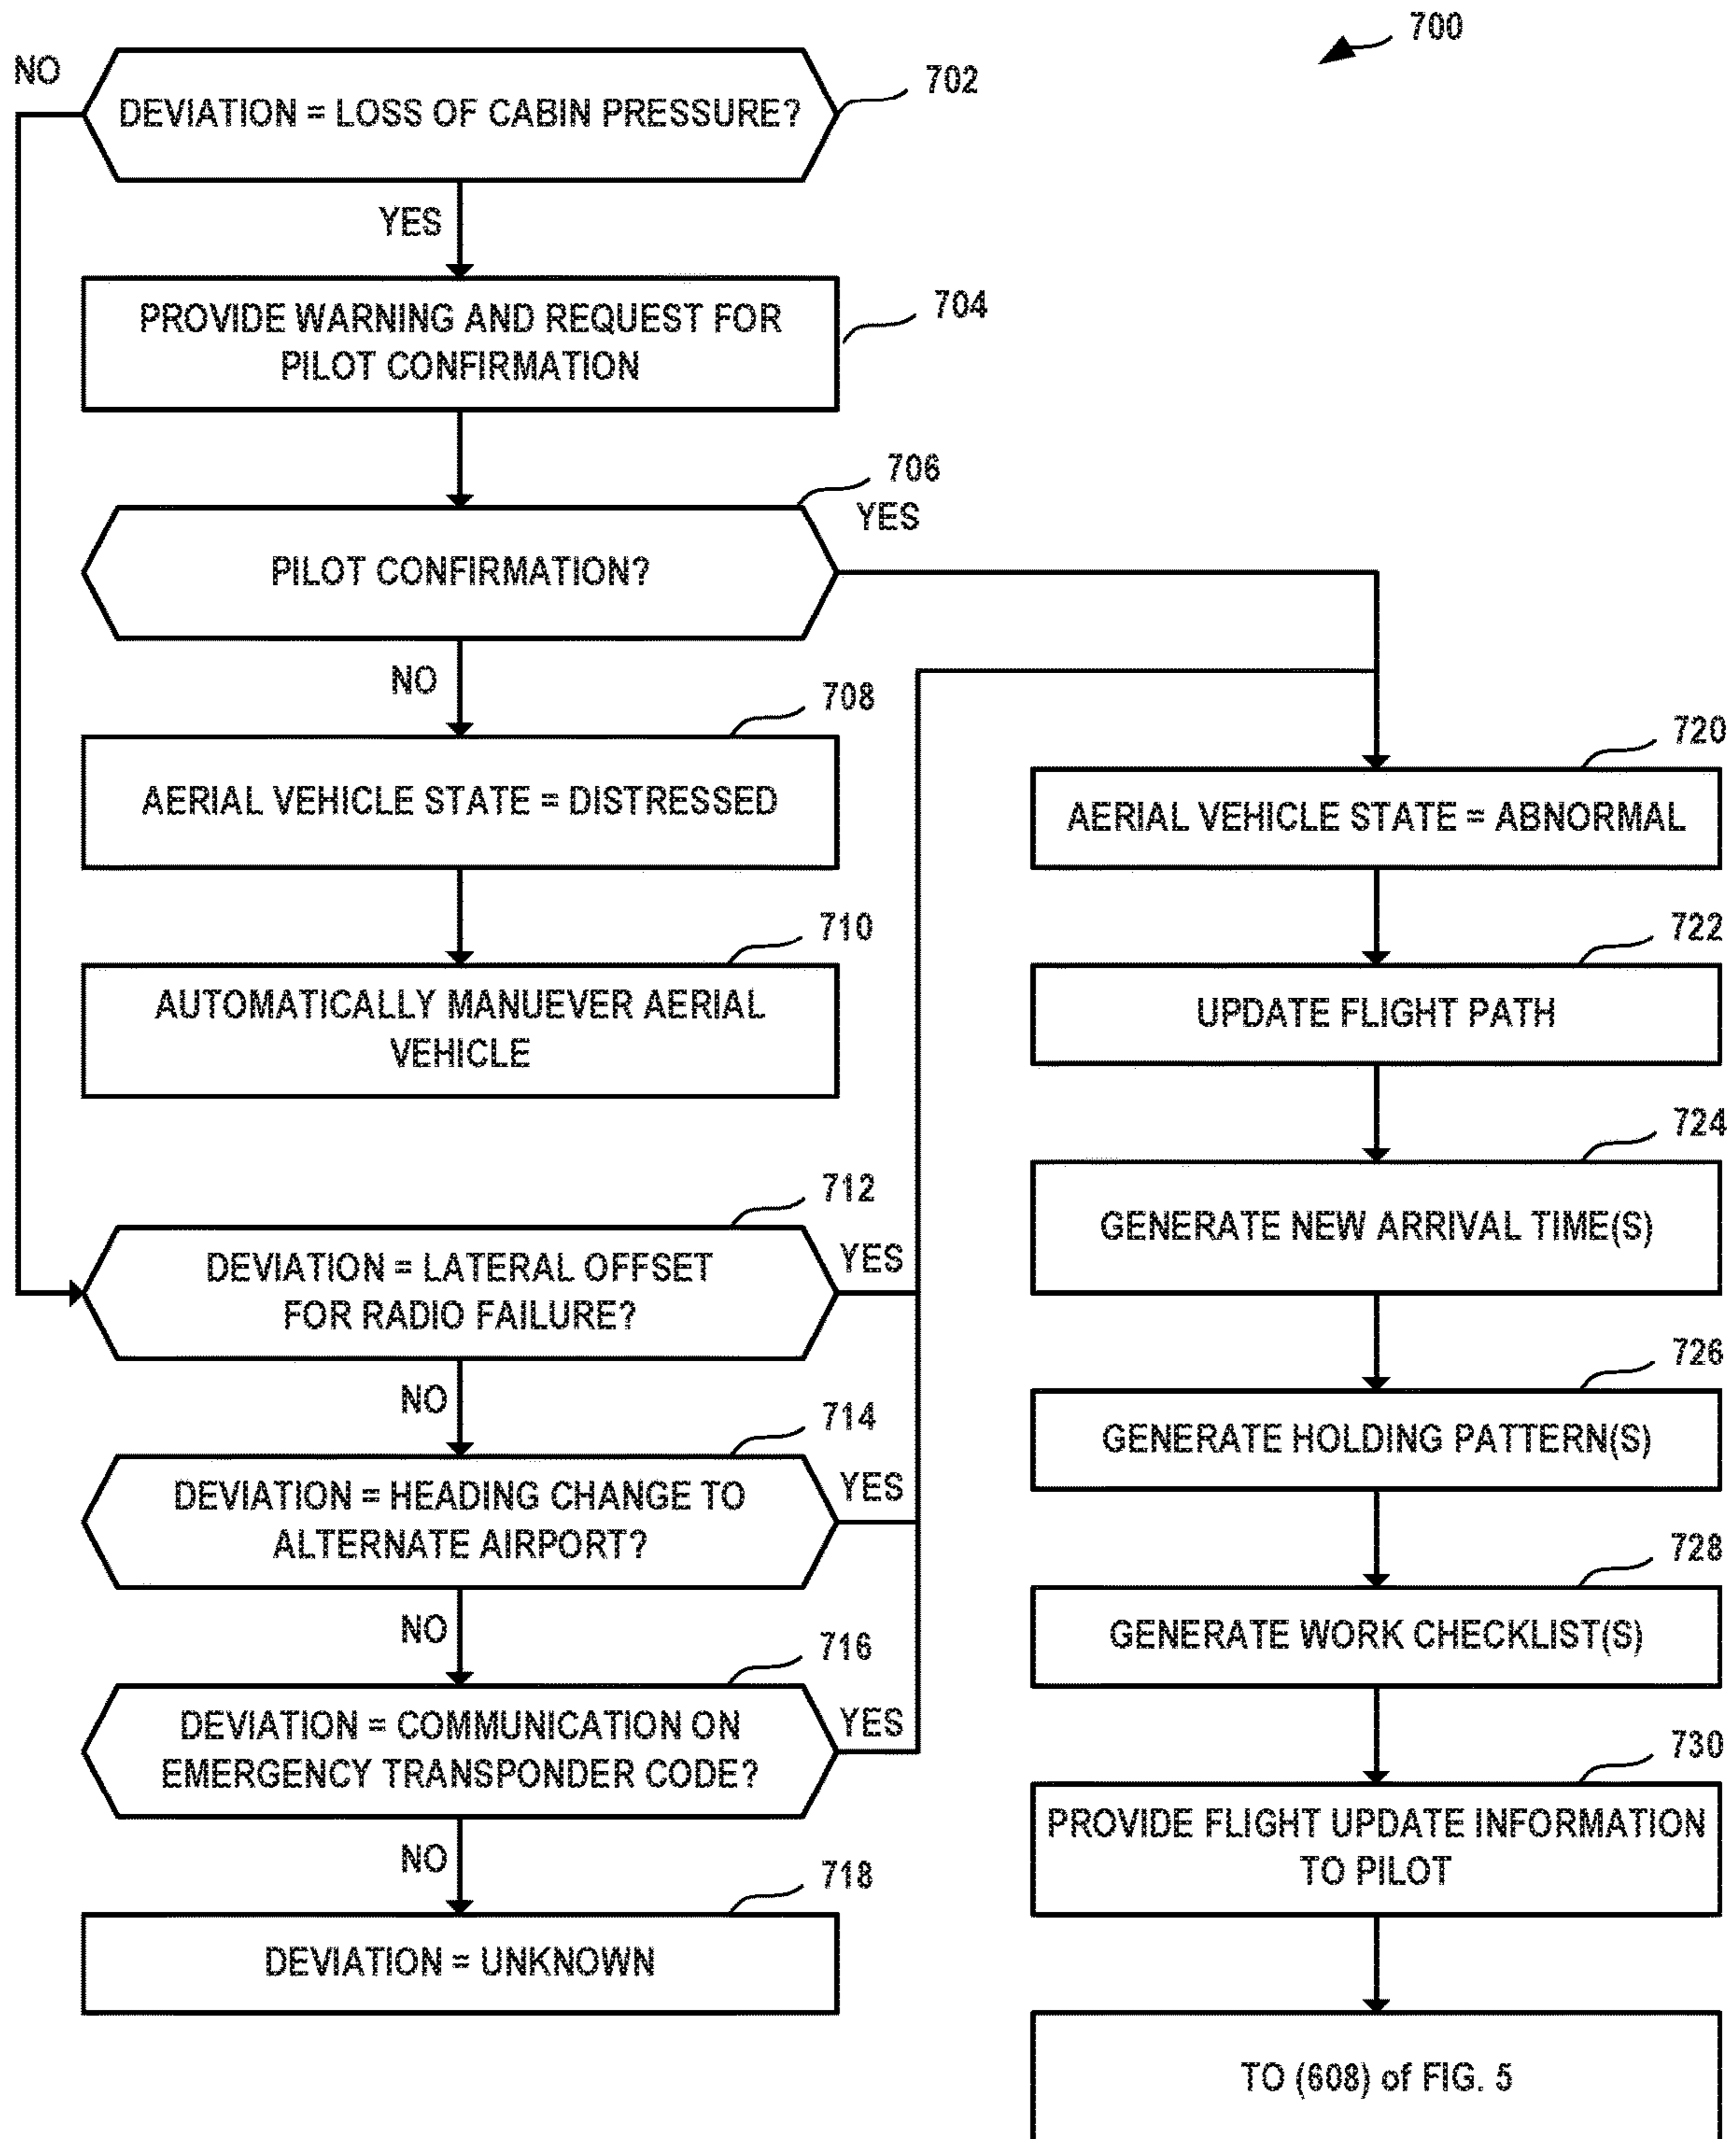 700
NO
DEVIATION = LOSS OF CABIN PRESSURE?
702
YES
PROVIDE WARNING AND REQUEST FOR
PILOT CONFIRMATION
704
706
YES
PILOT CONFIRMATION?
NO
708
AERIAL VEHICLE STATE = DISTRESSED
710
AUTOMATICALLY MANUEVER AERIAL
VEHICLE
712
DEVIATION = LATERAL OFFSET
FOR RADIO FAILURE?
YES
NO
714
DEVIATION = HEADING CHANGE TO
ALTERNATE AIRPORT?
YES
NO
716
DEVIATION = COMMUNICATION ON
EMERGENCY TRANSPONDER CODE?
YES
NO
718
DEVIATION = UNKNOWN
720
AERIAL VEHICLE STATE = ABNORMAL
722
UPDATE FLIGHT PATH
724
GENERATE NEW ARRIVAL TIME(S)
726
GENERATE HOLDING PATTERN(S)
728
GENERATE WORK CHECKLIST(S)
730
PROVIDE FLIGHT UPDATE INFORMATION
TO PILOT
TO (608) of FIG. 5